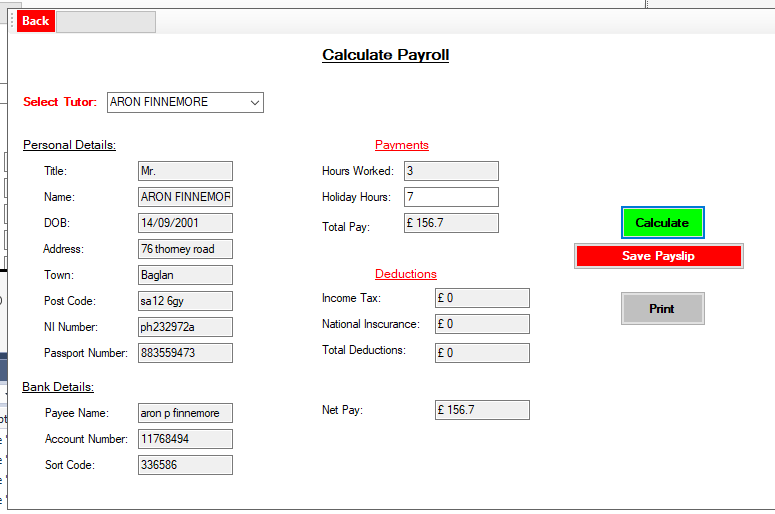 Back
Calculate Payroll
Select Tutor: ARON FINNEMORE
Personal Details:
Title: Mr.
Name: ARON FINNEMOR
DOB: 14/09/2001
Address: 76 thorney road
Town: Baglan
Post Code: sa12 6gy
NI Number: ph232972a
Passport Number: 883559473
Bank Details:
Payee Name: aron p finnemore
Account Number: 11768494
Sort Code: 336586
Payments
Hours Worked: 3
Holiday Hours: 7
Total Pay: £ 156.7
Deductions
Income Tax: £ 0
National Inscurance: £ 0
Total Deductions: £ 0
Net Pay: £ 156.7
Calculate
Save Payslip
Print